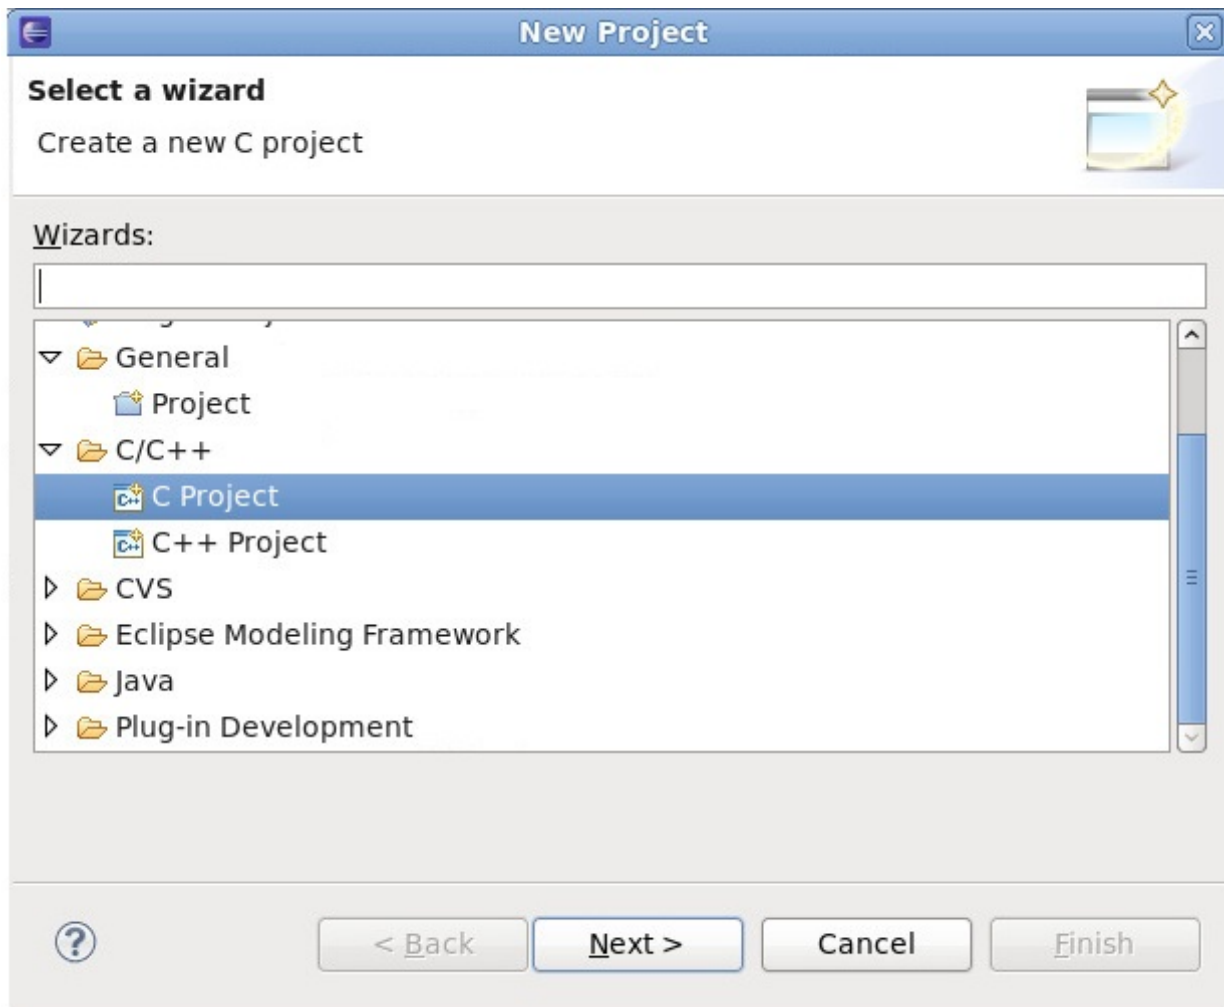 New Project
Select a wizard
Create a new C project
Wizards:
General
Project
C/C++
C Project
C++ Project
CVS
Eclipse Modeling Framework
Java
Plug-in Development
< Back Next > Cancel Finish